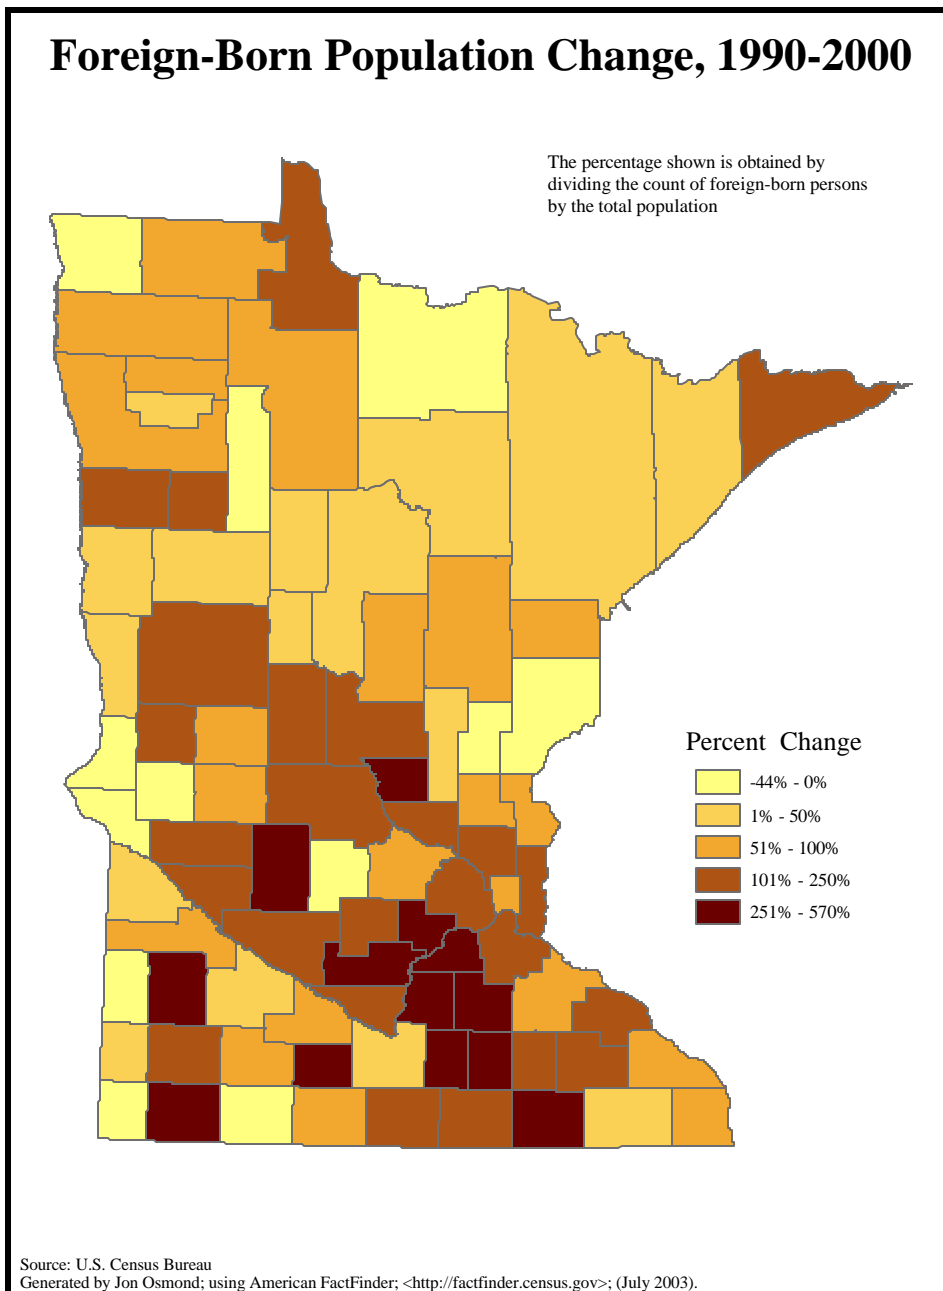 Foreign-Born Population Change, 1990-2000
The percentage shown is obtained by
dividing the count of foreign-born persons
by the total population
Percent Change
-44% - 0%
1% - 50%
51% - 100%
101% - 250%
251% - 570%
Source: U.S. Census Bureau
Generated by Jon Osmond; using American FactFinder; <http://factfinder.census.gov>; (July 2003).